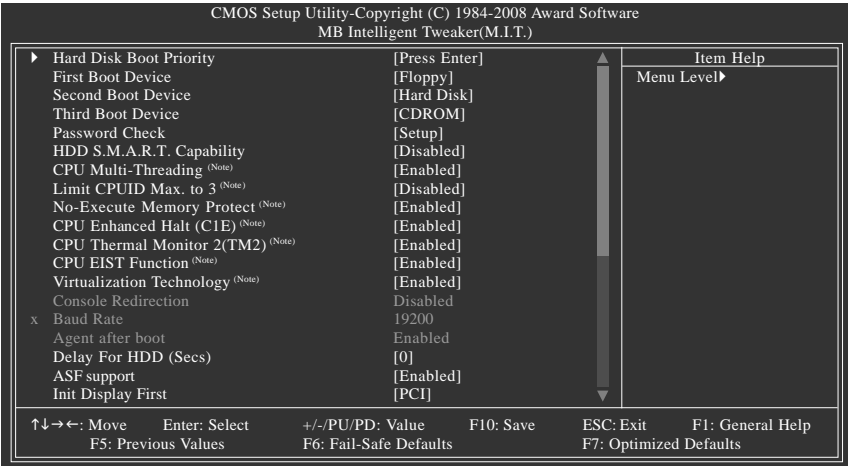 CMOS Setup Utility-Copyright (C) 1984-2008 Award Software
MB Intelligent Tweaker(M.I.T.)
Hard Disk Boot Priority [Press Enter]
First Boot Device [Floppy]
Second Boot Device [Hard Disk]
Third Boot Device [CDROM]
Password Check [Setup]
HDD S.M.A.R.T. Capability [Disabled]
CPU Multi-Threading (Note) [Enabled]
Limit CPUID Max. to 3 (Note) [Disabled]
No-Execute Memory Protect (Note) [Enabled]
CPU Enhanced Halt (C1E) (Note) [Enabled]
CPU Thermal Monitor 2(TM2) (Note) [Enabled]
CPU EIST Function (Note) [Enabled]
Virtualization Technology (Note) [Enabled]
Console Redirection Disabled
x Baud Rate 19200
Agent after boot Enabled
Delay For HDD (Secs) [0]
ASF support [Enabled]
Init Display First [PCI]
Item Help
Menu Level
↑↓→←: Move Enter: Select +/-/PU/PD: Value F10: Save ESC: Exit F1: General Help
F5: Previous Values F6: Fail-Safe Defaults F7: Optimized Defaults